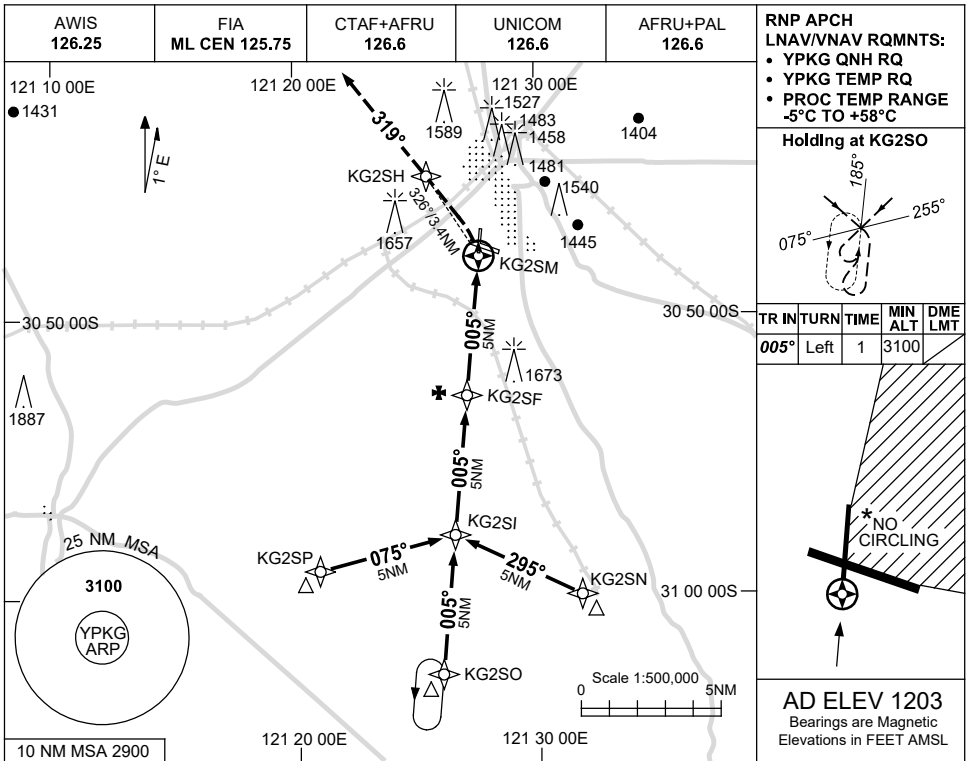 AWIS
126.25
FIA
ML CEN 125.75
CTAF+AFRU
126.6
UNICOM
126.6
AFRU+PAL
126.6
RNP APCH
LNAV/VNAV RQMNTS:
• YPKG QNH RQ
• YPKG TEMP RQ
• PROC TEMP RANGE
-5°C TO +58°C
121 10 00E
121 20 00E
121 30 00E
1431
1° E
319°
1589
1527
1483
1458
1481
1404
1540
1445
KG2SH
326°/3.4NM
1657
KG2SM
30 50 00S
30 50 00S
005°
5NM
1673
1887
KG2SF
005°
5NM
KG2SI
KG2SP
075°
5NM
295°
5NM
KG2SN
31 00 00S
005°
5NM
KG2SO
25 NM MSA
3100
YPKG
ARP
10 NM MSA 2900
Scale 1:500,000
0
5NM
121 20 00E
121 30 00E
Holding at KG2SO
185°
255°
075°
TR IN
TURN
TIME
MIN
ALT
DME
LMT
005°
Left
1
3100
*NO
CIRCLING
AD ELEV 1203
Bearings are Magnetic
Elevations in FEET AMSL